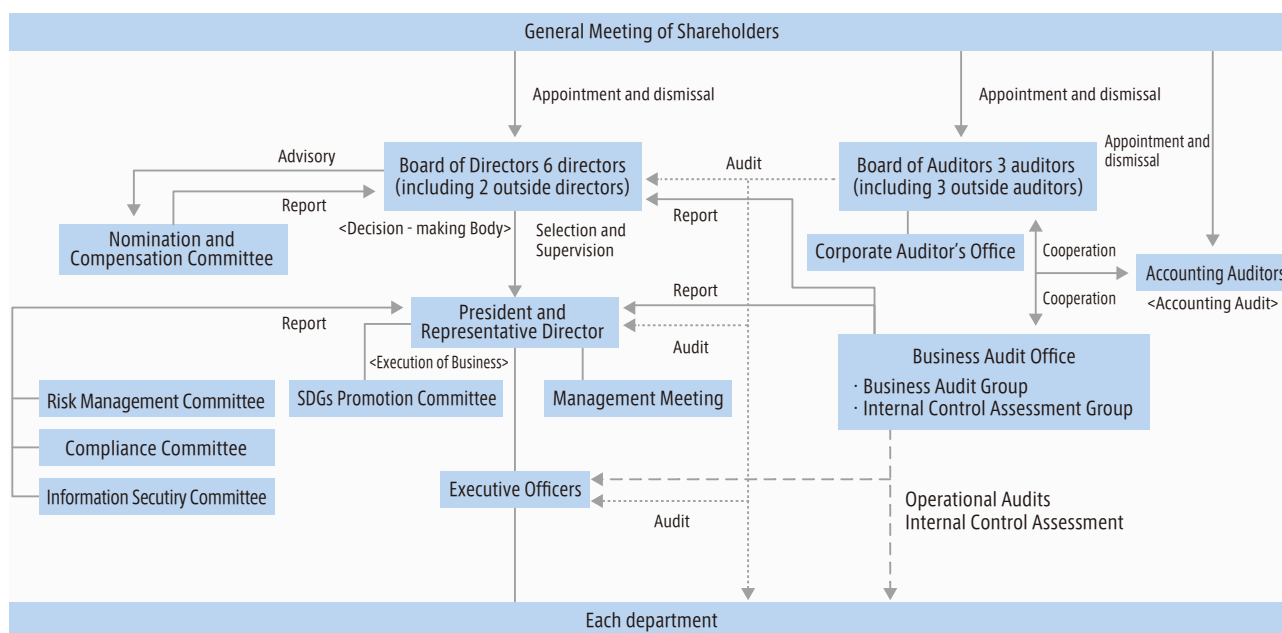 General Meeting of Shareholders
Appointment and dismissal
Appointment and dismissal
Appointment and
dismissal
Advisory
Board of Directors 6 directors
(including 2 outside directors)
Audit
Board of Auditors 3 auditors
(including 3 outside auditors)
Report
<Decision - making Body>
Selection and
Supervision
Report
Nomination and
Compensation Committee
Corporate Auditor's Office
Cooperation
Accounting Auditors
<Accounting Audit>
Cooperation
Report
President and
Representative Director
Report
Audit
<Execution of Business>
Business Audit Office
· Business Audit Group
· Internal Control Assessment Group
SDGs Promotion Committee
Management Meeting
Risk Management Committee
Compliance Committee
Information Secutiry Committee
Executive Officers
Audit
Operational Audits
Internal Control Assessment
Each department